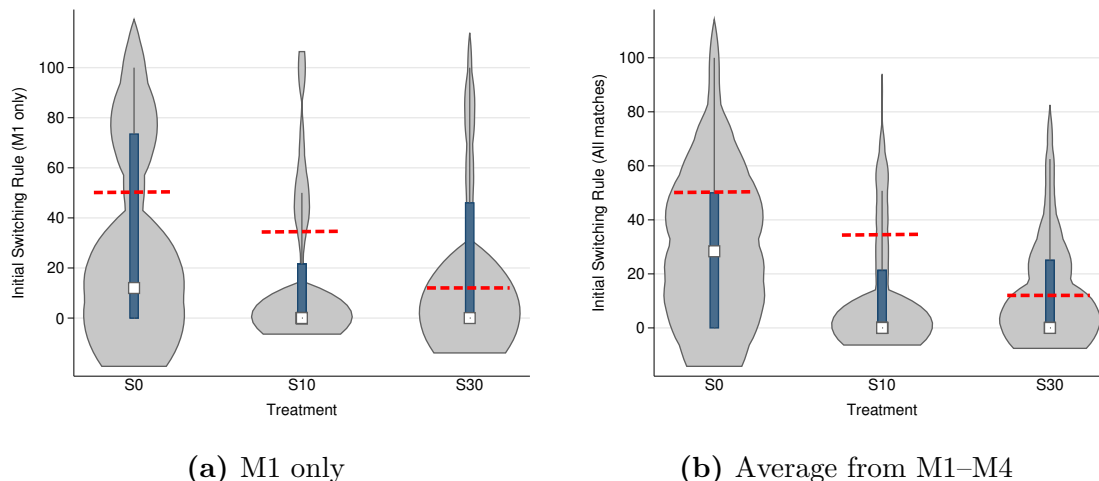 Initial Switching Rule (M1 only)
100
80
60
40
20
0
S0 S10 S30
Treatment
(a) M1 only
Initial Switching Rule (All matches)
100
80
60
40
20
0
S0 S10 S30
Treatment
(b) Average from M1–M4